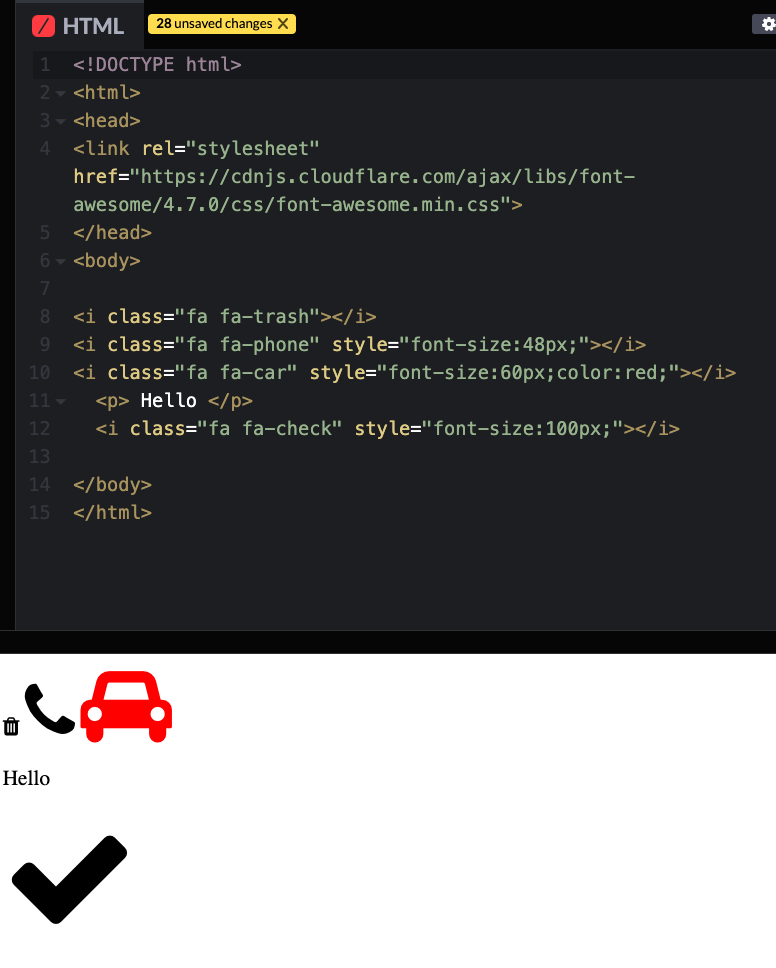 HTML 28 unsaved changes X
1 <!DOCTYPE html>
2 <html>
3 <head>
4 <link rel="stylesheet"
href="https://cdnjs.cloudflare.com/ajax/libs/font-
awesome/4.7.0/css/font-awesome.min.css">
5 </head>
6 <body>
7
8 <i class="fa fa-trash"></i>
9 <i class="fa fa-phone" style="font-size:48px;"></i>
10 <i class="fa fa-car" style="font-size:60px;color:red;"></i>
11 <p> Hello </p>
12 <i class="fa fa-check" style="font-size:100px;"></i>
13
14 </body>
15 </html>
Hello